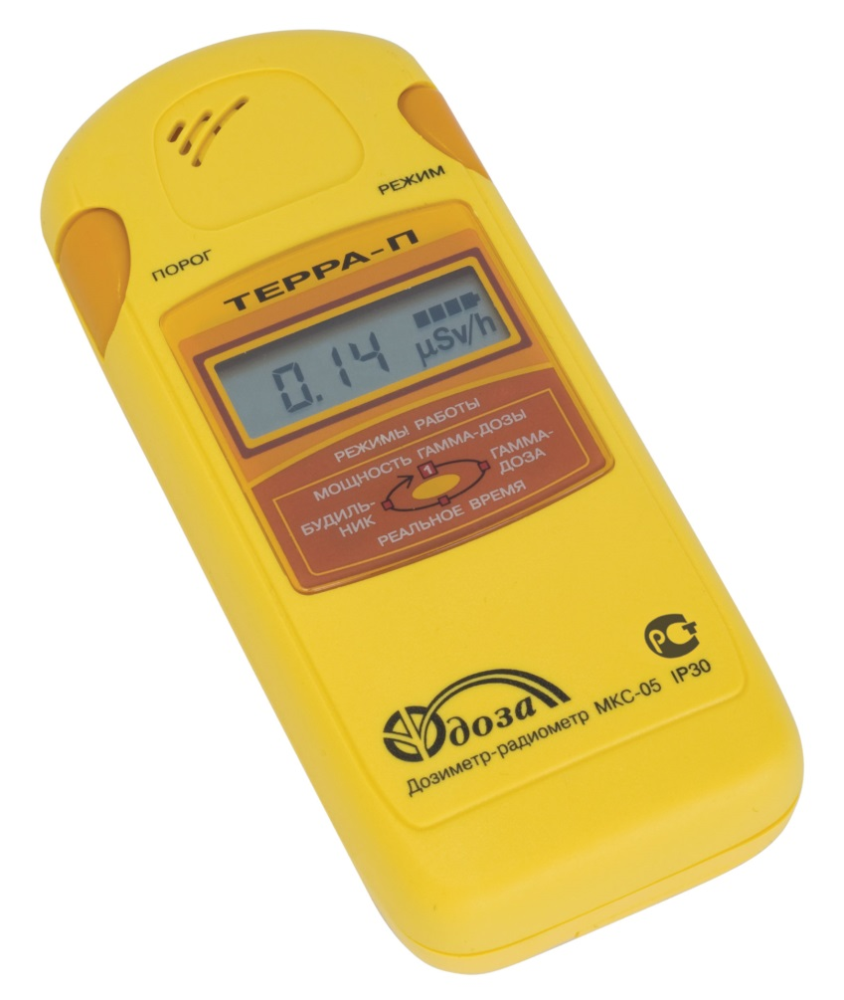 РЕЖИМ
ПОРОГ
ТЕРРА-П
0.14 µSv/h
РЕЖИМЫ РАБОТЫ
МОЩНОСТЬ ГАММА-ДОЗЫ
ГАММА-
ДОЗА
1
БУДИЛЬ-
НИК
РЕАЛЬНОЕ ВРЕМЯ
РСТ
доза
Дозиметр-радиометр МКС-05 IP30